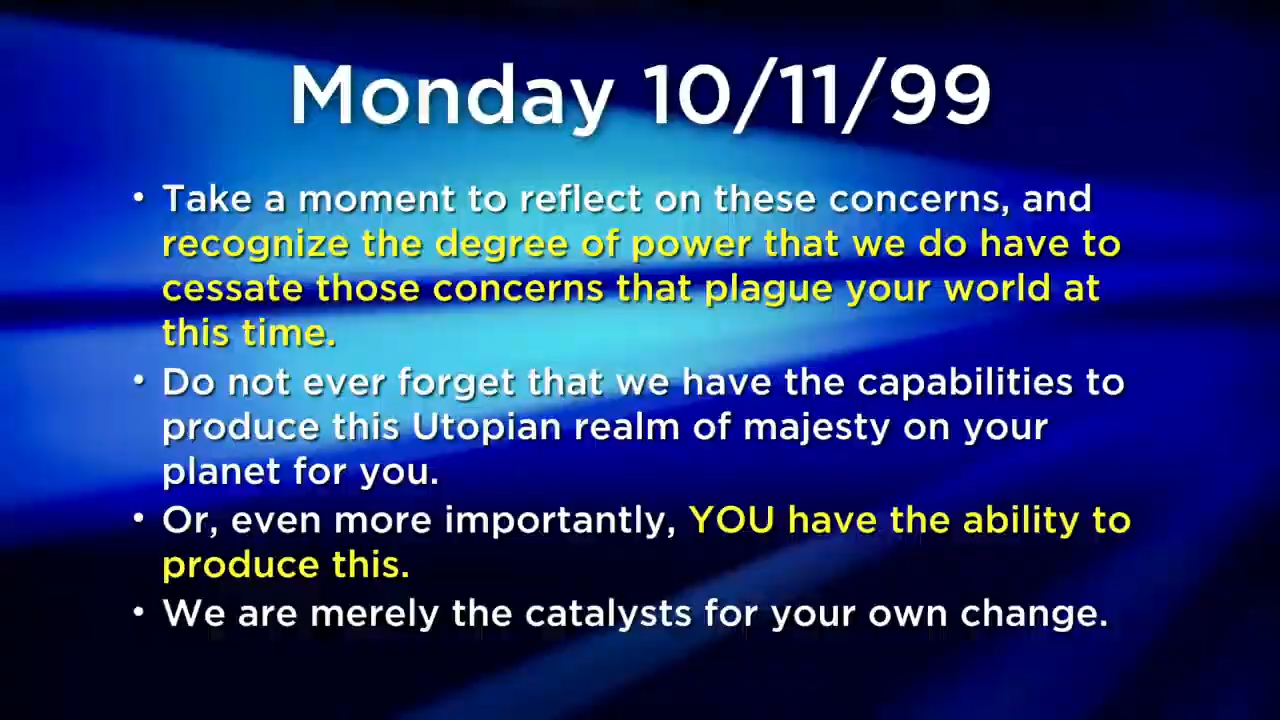 Monday 10/11/99
• Take a moment to reflect on these concerns, and
recognize the degree of power that we do have to
cessate those concerns that plague your world at
this time.
• Do not ever forget that we have the capabilities to
produce this Utopian realm of majesty on your
planet for you.
• Or, even more importantly, YOU have the ability to
produce this.
• We are merely the catalysts for your own change.